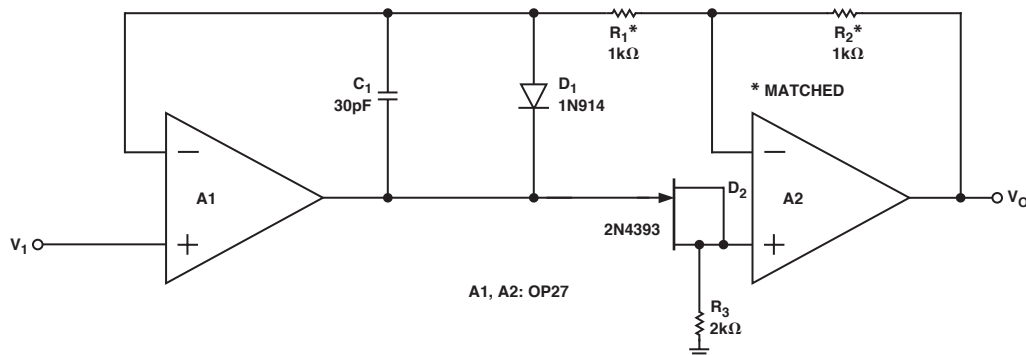 R1*
1kΩ
R2*
1kΩ
C1
30pF
D1
1N914
* MATCHED
−
A1
+
V1
D2
2N4393
−
A2
+
VO
A1, A2: OP27
R3
2kΩ